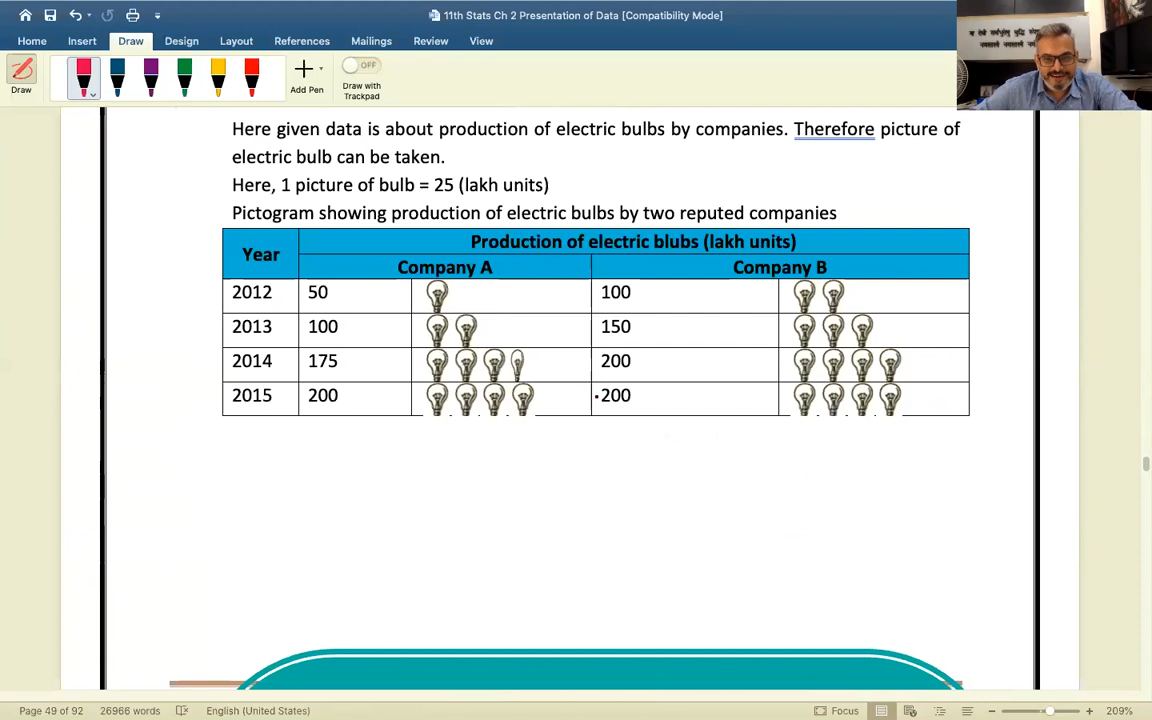 11th Stats Ch 2 Presentation of Data [Compatibility Mode]
Home Insert Draw Design Layout References Mailings Review View
OFF
Draw
Add Pen
Draw with
Trackpad
Here given data is about production of electric bulbs by companies. Therefore picture of
electric bulb can be taken.
Here, 1 picture of bulb = 25 (lakh units)
Pictogram showing production of electric bulbs by two reputed companies
Year
Production of electric blubs (lakh units)
Company A Company B
2012 50 100
2013 100 150
2014 175 200
2015 200 200
Page 49 of 92 26966 words English (United States) Focus 209%